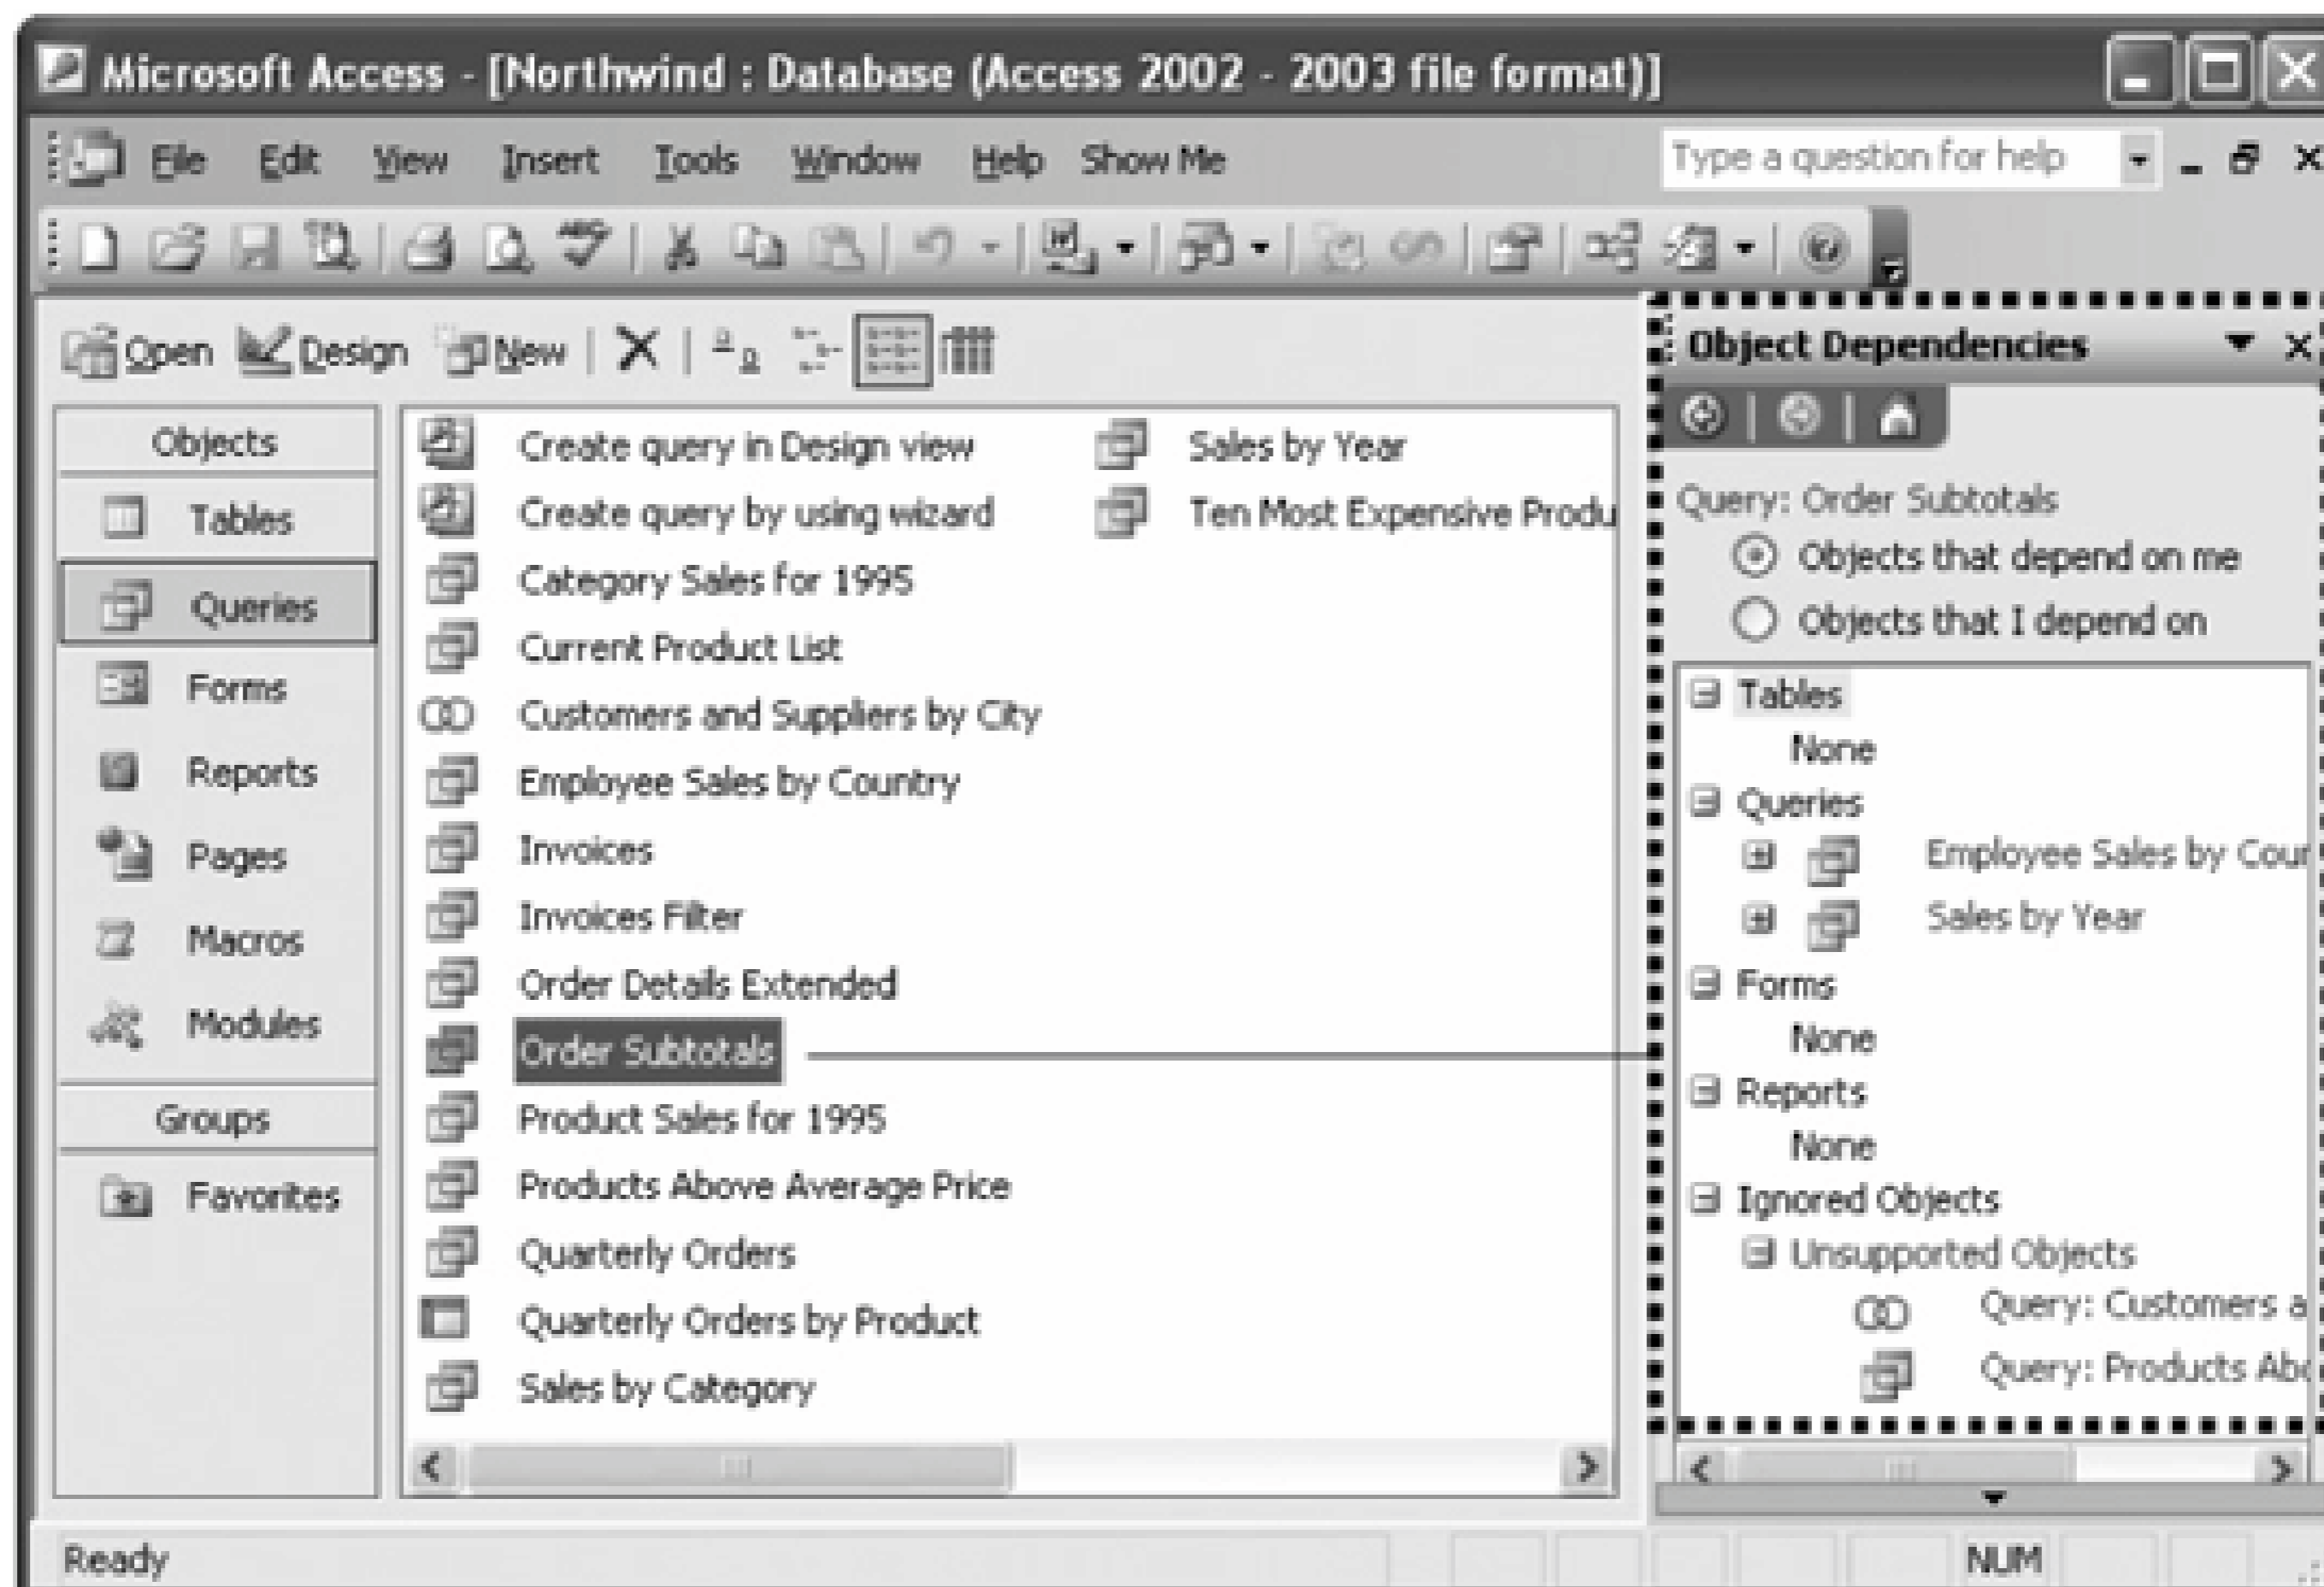 Microsoft Access - [Northwind : Database (Access 2002 - 2003 file format)]
File Edit View Insert Tools Window Help Show Me Type a question for help
Open Design New
Objects
Tables
Queries
Forms
Reports
Pages
Macros
Modules
Groups
Favorites
Create query in Design view
Create query by using wizard
Category Sales for 1995
Current Product List
Customers and Suppliers by City
Employee Sales by Country
Invoices
Invoices Filter
Order Details Extended
Order Subtotals
Product Sales for 1995
Products Above Average Price
Quarterly Orders
Quarterly Orders by Product
Sales by Category
Sales by Year
Ten Most Expensive Produ
Object Dependencies
Query: Order Subtotals
Objects that depend on me
Objects that I depend on
Tables
None
Queries
Employee Sales by Cour
Sales by Year
Forms
None
Reports
None
Ignored Objects
Unsupported Objects
Query: Customers a
Query: Products Abo
Ready NUM